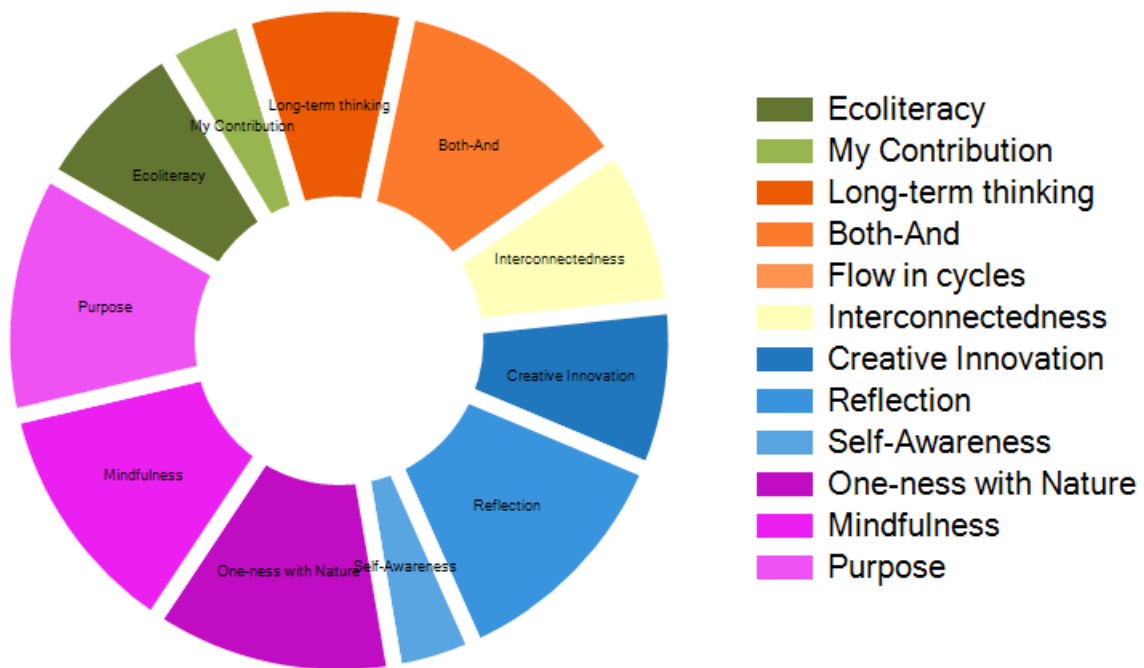 Long-term thinking
My Contribution
Both-And
Ecoliteracy
Interconnectedness
Purpose
Creative Innovation
Mindfulness
Reflection
One-ness with Nature
Self-Awareness
Ecoliteracy
My Contribution
Long-term thinking
Both-And
Flow in cycles
Interconnectedness
Creative Innovation
Reflection
Self-Awareness
One-ness with Nature
Mindfulness
Purpose